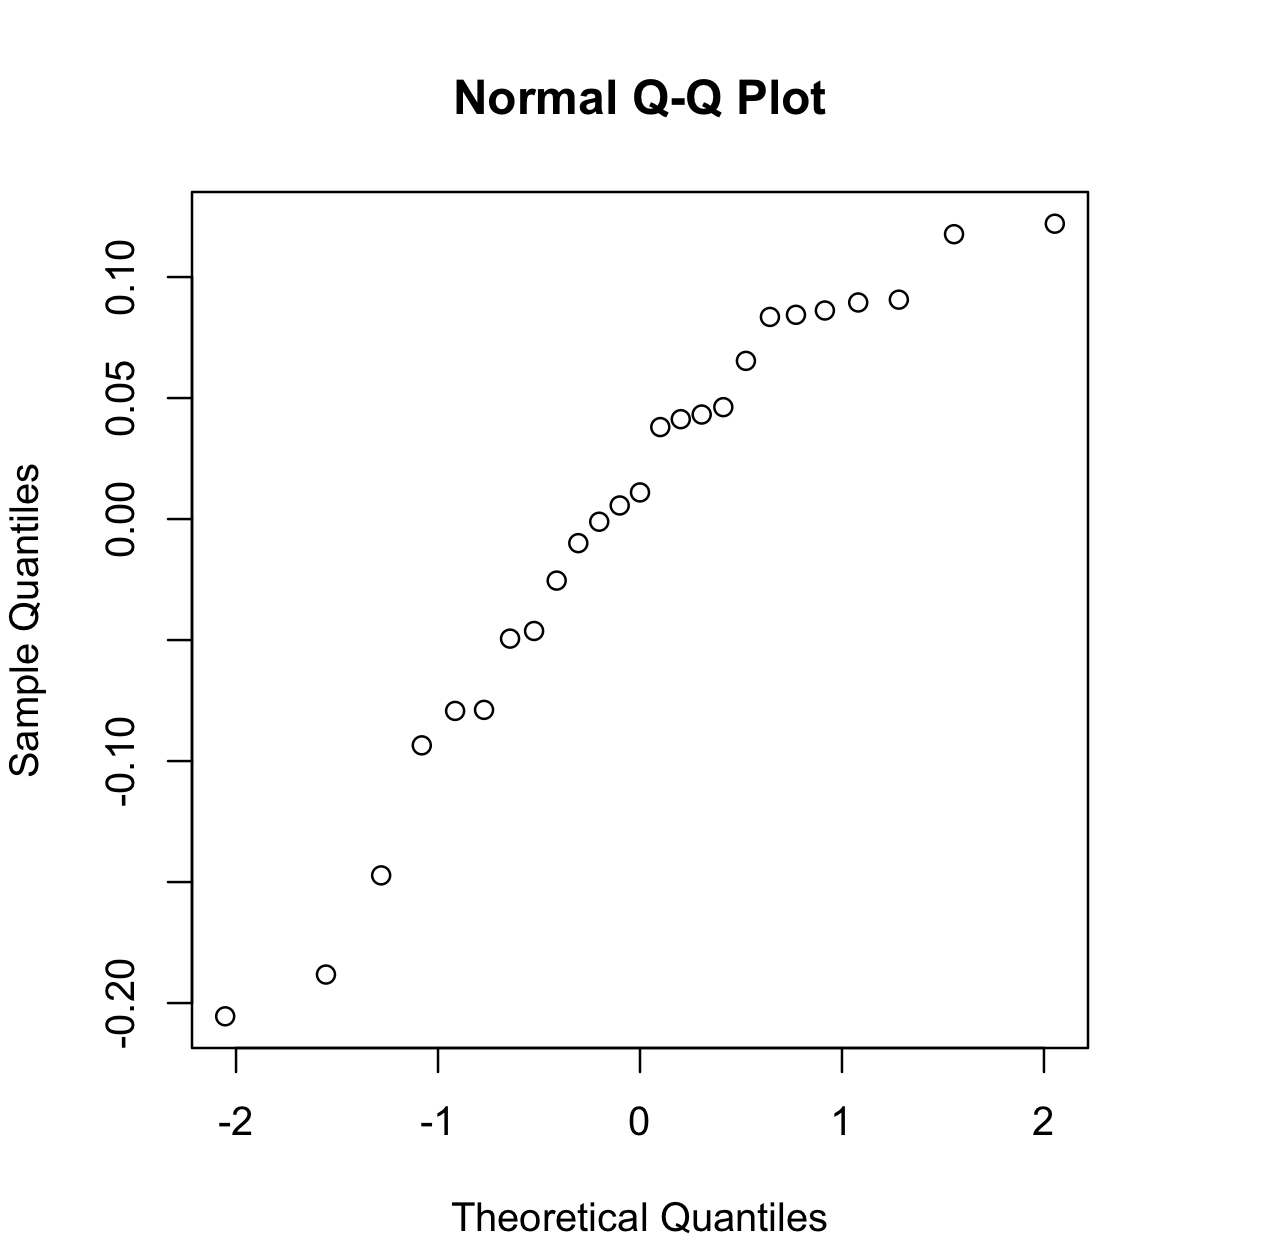 Normal Q-Q Plot
0.10
0.05
0.00
-0.10
-0.20
Sample Quantiles
-2 -1 0 1 2
Theoretical Quantiles